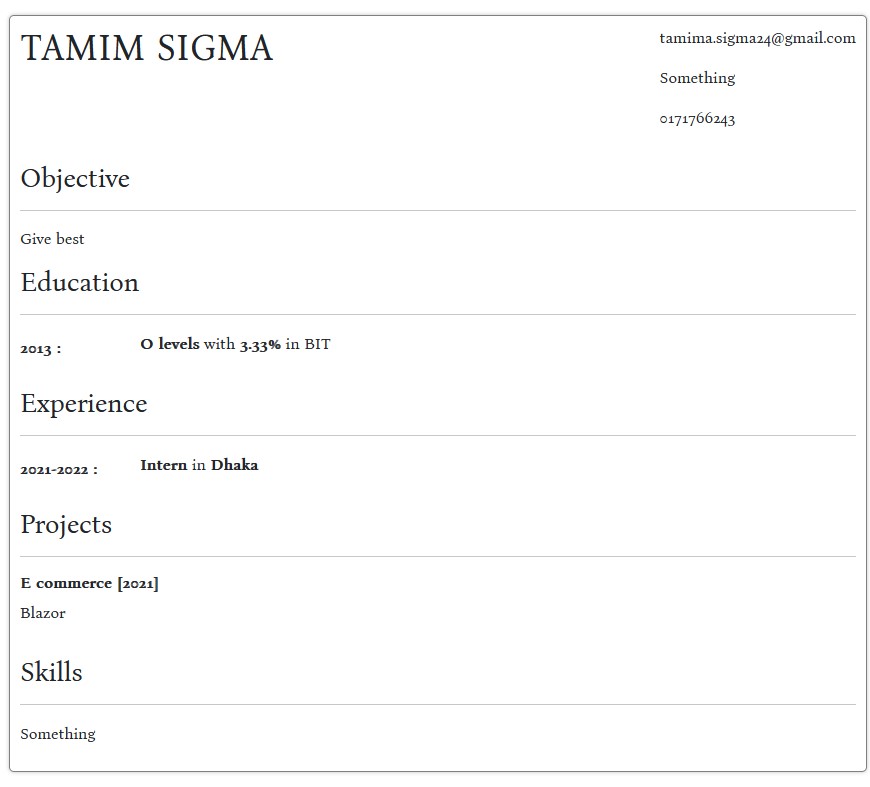 TAMIM SIGMA
tamima.sigma24@gmail.com
Something
0171766243
Objective
Give best
Education
2013 : O levels with 3.33% in BIT
Experience
2021-2022 : Intern in Dhaka
Projects
E commerce [2021]
Blazor
Skills
Something